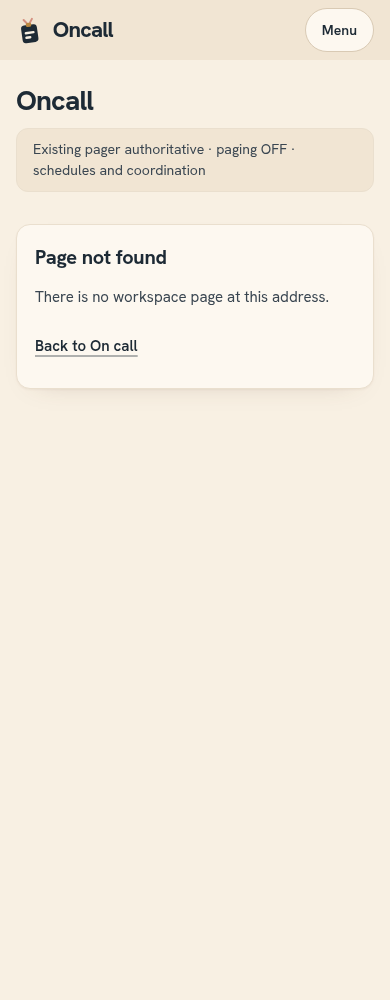 Oncall
Menu
Oncall
Existing pager authoritative · paging OFF ·
schedules and coordination
Page not found
There is no workspace page at this address.
Back to On call